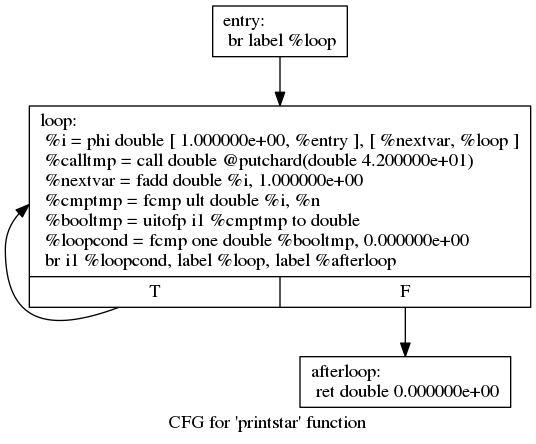 entry:
br label %loop
loop:
%i = phi double [ 1.000000e+00, %entry ], [ %nextvar, %loop ]
%calltmp = call double @putchard(double 4.200000e+01)
%nextvar = fadd double %i, 1.000000e+00
%cmptmp = fcmp ult double %i, %n
%booltmp = uitofp i1 %cmptmp to double
%loopcond = fcmp one double %booltmp, 0.000000e+00
br i1 %loopcond, label %loop, label %afterloop
T
F
afterloop:
ret double 0.000000e+00
CFG for 'printstar' function